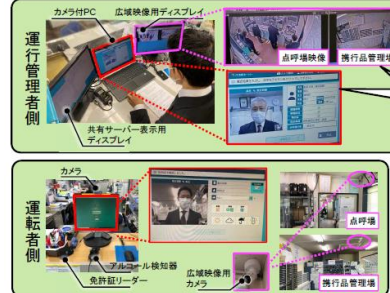 運行管理者側
カメラ付PC
広域映像用ディスプレイ
点呼場映像
携行品管理場
共有サーバー表示用
ディスプレイ
運転者側
カメラ
アルコール検知器
免許証リーダー
広域映像用
カメラ
点呼場
携行品管理場